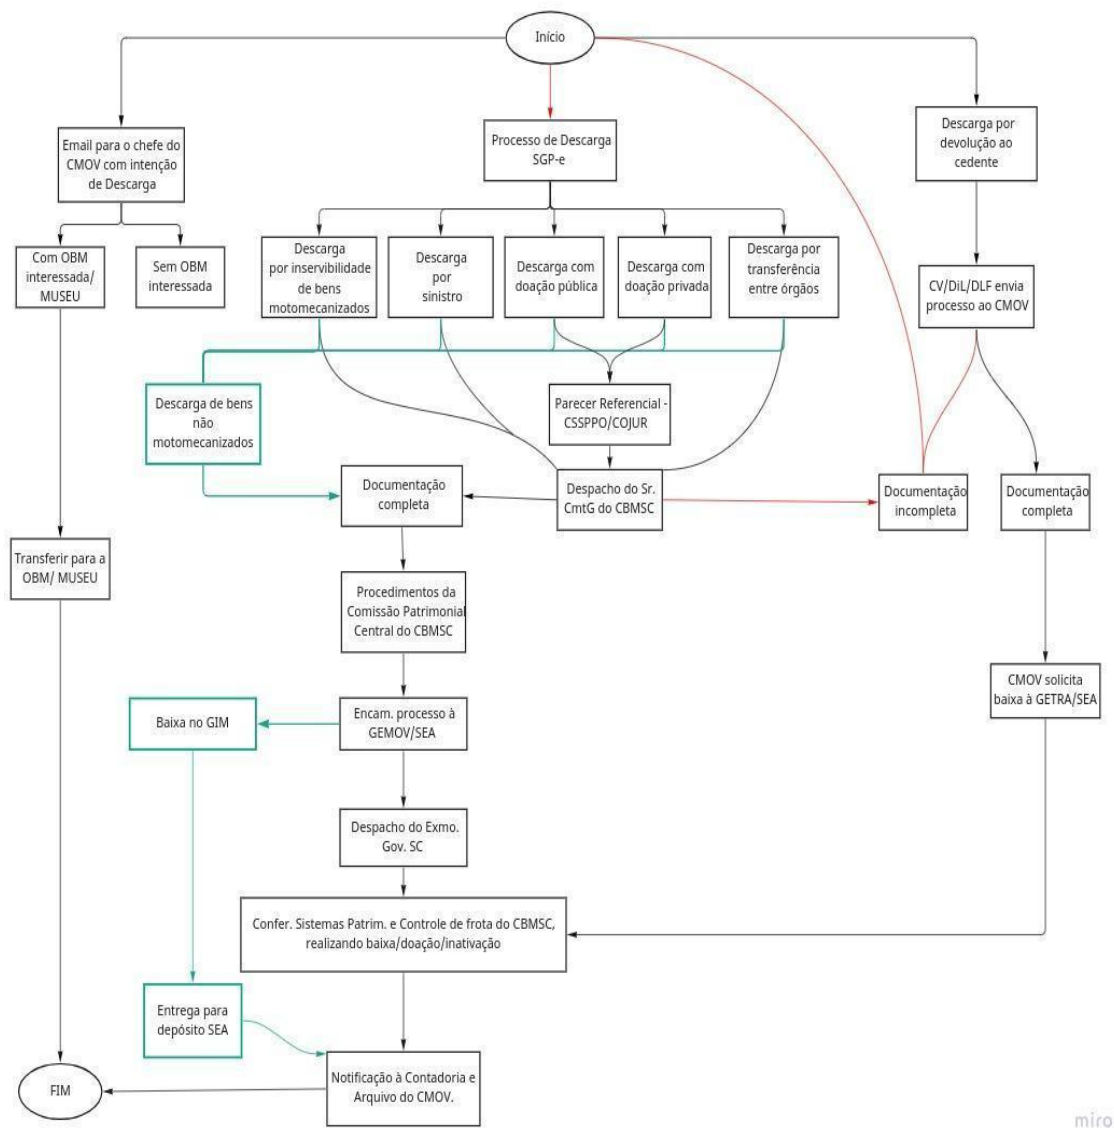 Início
Email para o chefe do
CMOV com intenção
de Descarga
Processo de Descarga
SGP-e
Descarga por
devolução ao
cedente
Com OBM
interessada/
MUSEU
Sem OBM
interessada
Descarga
por inservibilidade
de bens
motomecanizados
Descarga
por
sinistro
Descarga com
doação pública
Descarga com
doação privada
Descarga por
transferência
entre órgãos
CV/DiL/DLF envia
processo ao CMOV
Descarga de bens
não
motomecanizados
Parecer Referencial -
CSSPPO/COJUR
Documentação
completa
Despacho do Sr.
CmtG do CBMSC
Documentação
incompleta
Documentação
completa
Transferir para a
OBM/ MUSEU
Procedimentos da
Comissão Patrimonial
Central do CBMSC
CMOV solicita
baixa à GETRA/SEA
Baixa no GIM
Encam. processo à
GEMOV/SEA
Despacho do Exmo.
Gov. SC
Confer. Sistemas Patrim. e Controle de frota do CBMSC,
realizando baixa/doação/inativação
Entrega para
depósito SEA
Notificação à Contadoria e
Arquivo do CMOV.
FIM
miro